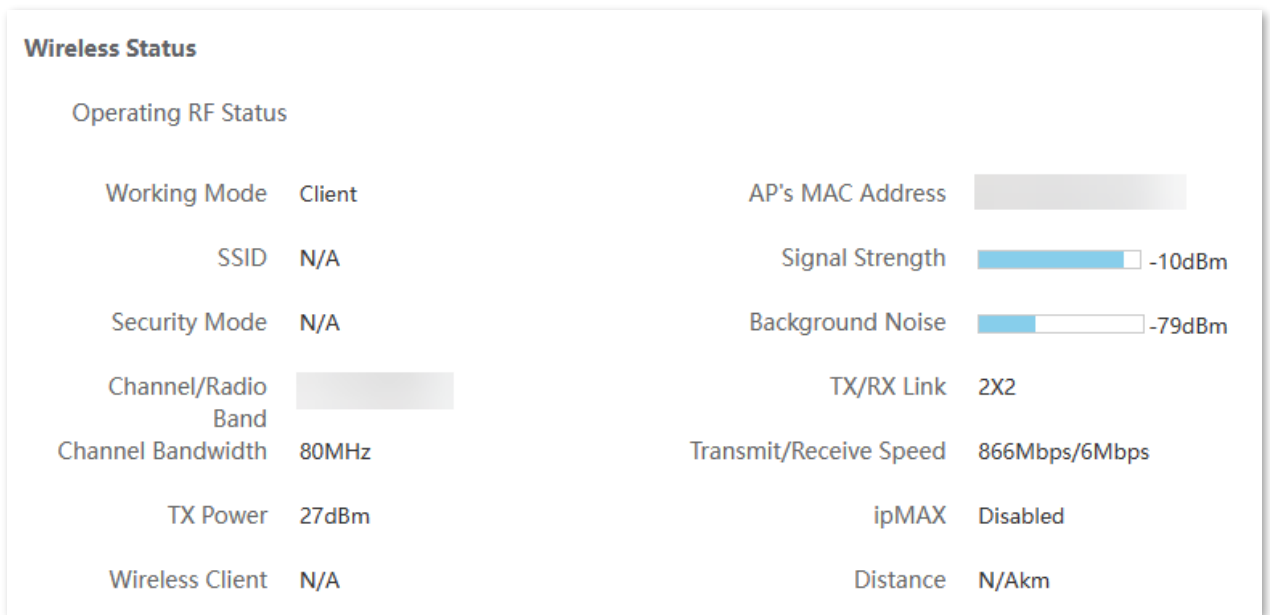 Wireless Status
Operating RF Status
Working Mode Client
AP's MAC Address
SSID N/A
Signal Strength -10dBm
Security Mode N/A
Background Noise -79dBm
Channel/Radio
Band
TX/RX Link 2X2
Channel Bandwidth 80MHz
Transmit/Receive Speed 866Mbps/6Mbps
TX Power 27dBm
ipMAX Disabled
Wireless Client N/A
Distance N/Akm